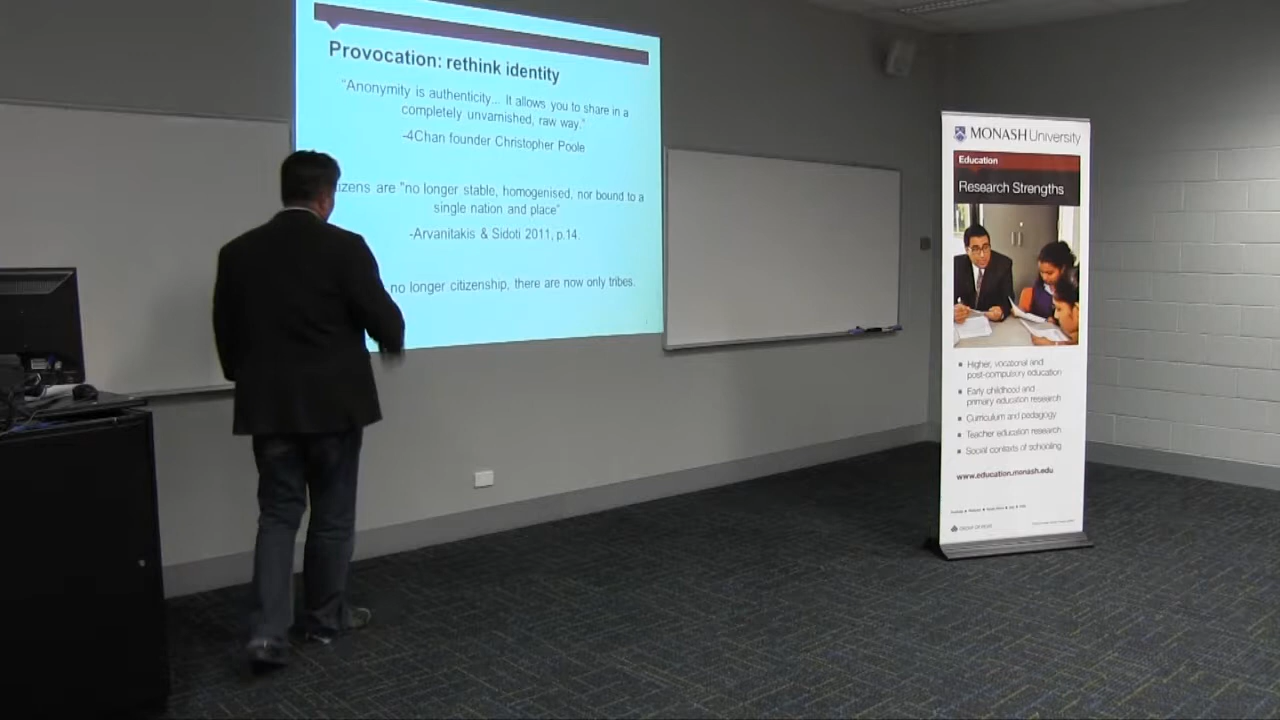 Provocation: rethink identity
"Anonymity is authenticity... It allows you to share in a
completely unvarnished, raw way."
-4Chan founder Christopher Poole
izens are "no longer stable, homogenised, nor bound to a
single nation and place"
-Arvanitakis & Sidoti 2011, p.14.
no longer citizenship, there are now only tribes.
MONASH University
Education
Research Strengths
Higher, vocational and
post-compulsory education
Early childhood and
primary education research
Curriculum and pedagogy
Teacher education research
Social contexts of schooling
www.education.monash.edu